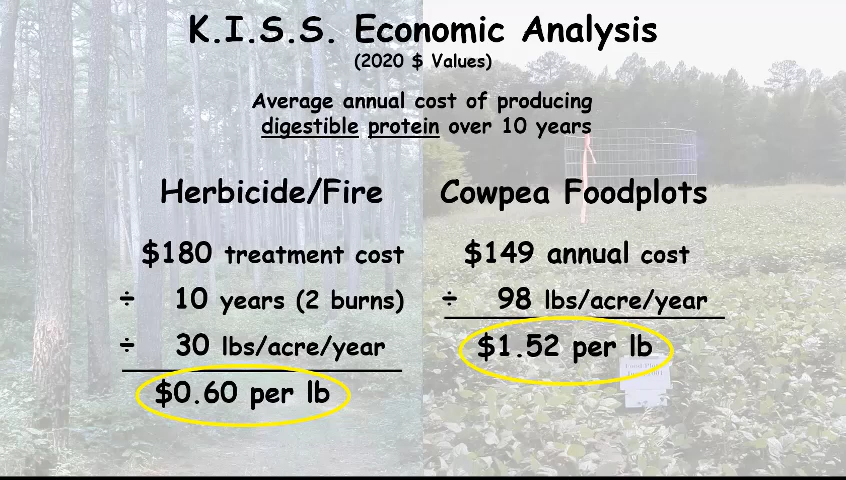 K.I.S.S. Economic Analysis
(2020 $ Values)
Average annual cost of producing
digestible protein over 10 years
Herbicide/Fire
$180 treatment cost
÷ 10 years (2 burns)
÷ 30 lbs/acre/year
$0.60 per lb
Cowpea Foodplots
$149 annual cost
÷ 98 lbs/acre/year
$1.52 per lb